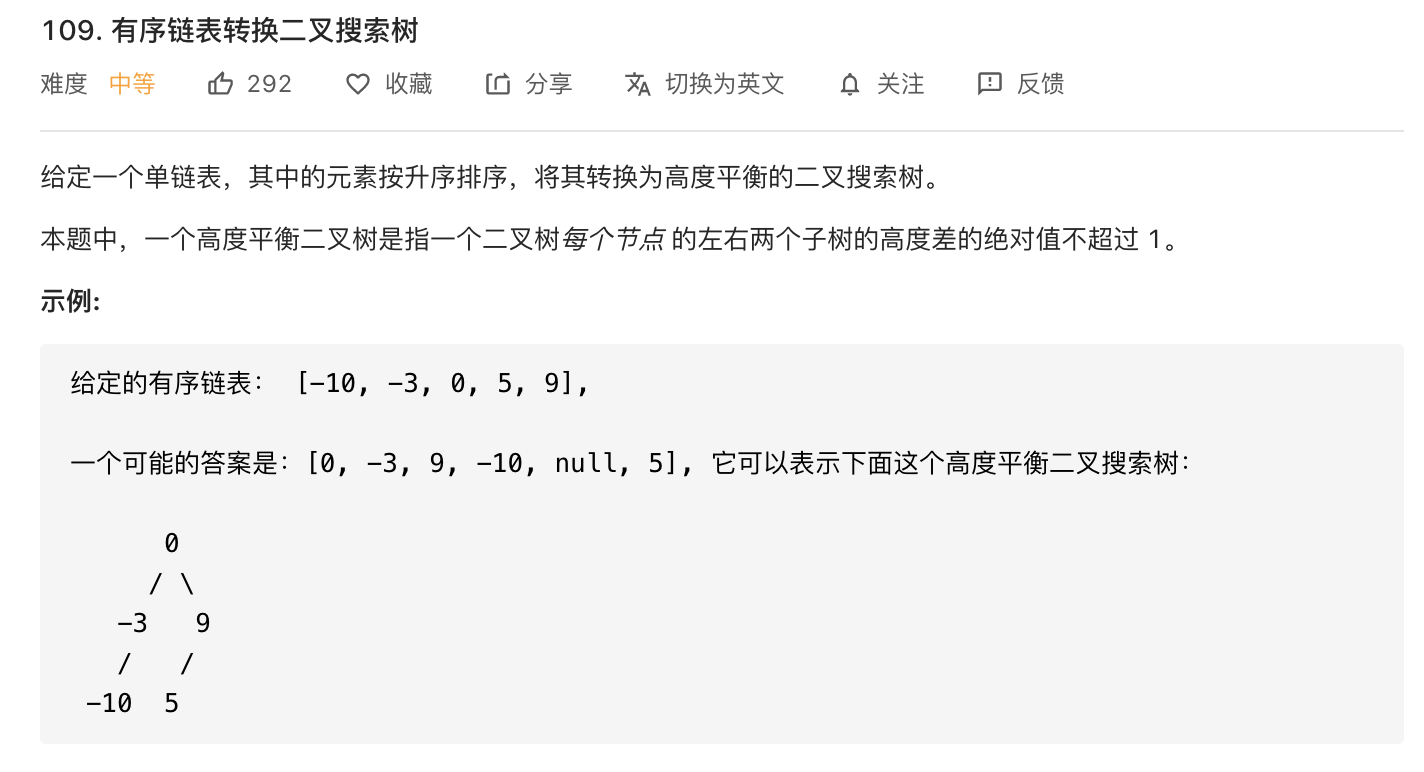 109. 有序链表转换二叉搜索树
难度 中等 292 收藏 分享 切换为英文 关注 反馈
给定一个单链表，其中的元素按升序排序，将其转换为高度平衡的二叉搜索树。
本题中，一个高度平衡二叉树是指一个二叉树每个节点 的左右两个子树的高度差的绝对值不超过 1。
示例:
给定的有序链表： [-10, -3, 0, 5, 9],
一个可能的答案是：[0, -3, 9, -10, null, 5], 它可以表示下面这个高度平衡二叉搜索树：
0
/ \
-3 9
/ /
-10 5